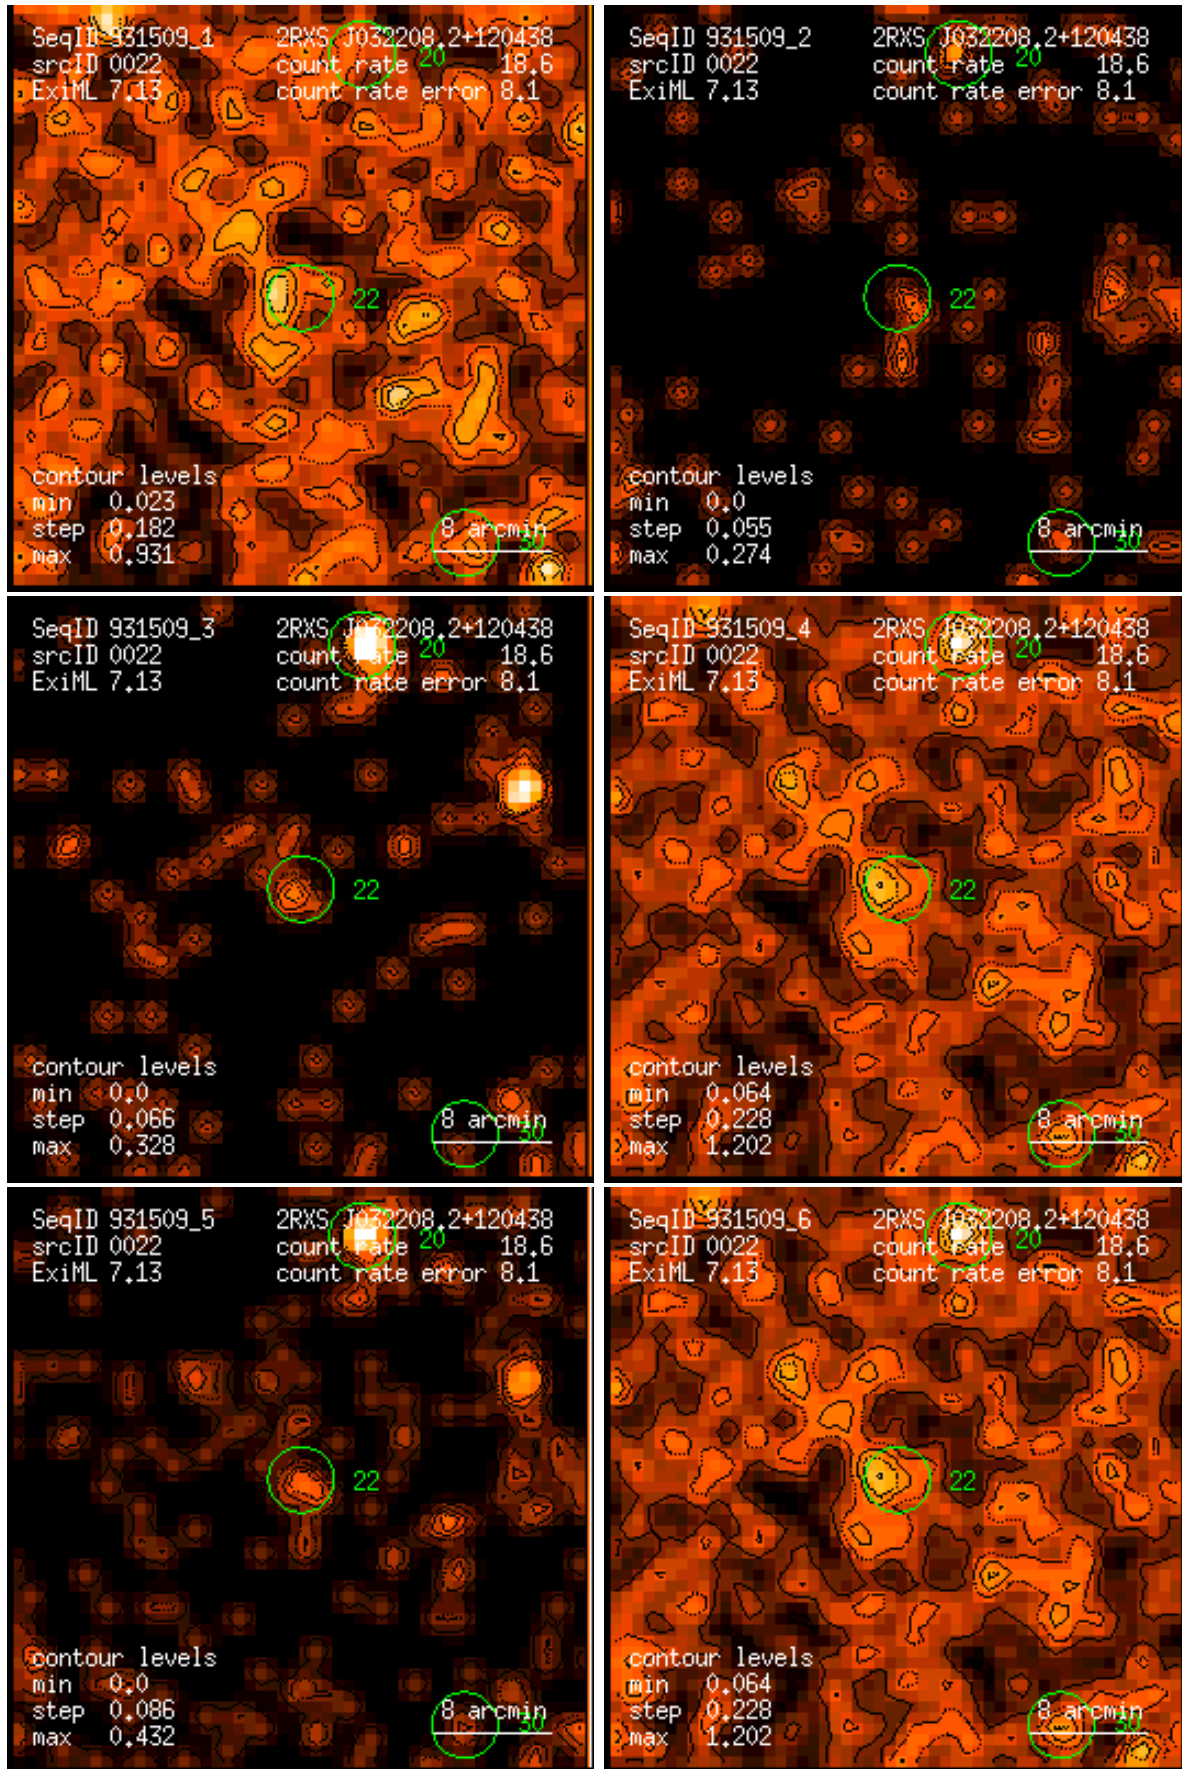 SeqID 931509_1 2RXS J032208.2+120438
srcID 0022 count rate 20 18.6
ExiML 7.13 count rate error 8.1
22
contour levels
min 0.023
step 0.182 8 arcmin
max 0.931 30
SeqID 931509_2 2RXS J032208.2+120438
srcID 0022 count rate 20 18.6
ExiML 7.13 count rate error 8.1
22
contour levels
min 0.0
step 0.055 8 arcmin
max 0.274 30
SeqID 931509_3 2RXS J032208.2+120438
srcID 0022 count rate 20 18.6
ExiML 7.13 count rate error 8.1
22
contour levels
min 0.0
step 0.066 8 arcmin
max 0.328 30
SeqID 931509_4 2RXS J032208.2+120438
srcID 0022 count rate 20 18.6
ExiML 7.13 count rate error 8.1
22
contour levels
min 0.064
step 0.228 8 arcmin
max 1.202 30
SeqID 931509_5 2RXS J032208.2+120438
srcID 0022 count rate 20 18.6
ExiML 7.13 count rate error 8.1
22
contour levels
min 0.0
step 0.086 8 arcmin
max 0.432 30
SeqID 931509_6 2RXS J032208.2+120438
srcID 0022 count rate 20 18.6
ExiML 7.13 count rate error 8.1
22
contour levels
min 0.064
step 0.228 8 arcmin
max 1.202 30